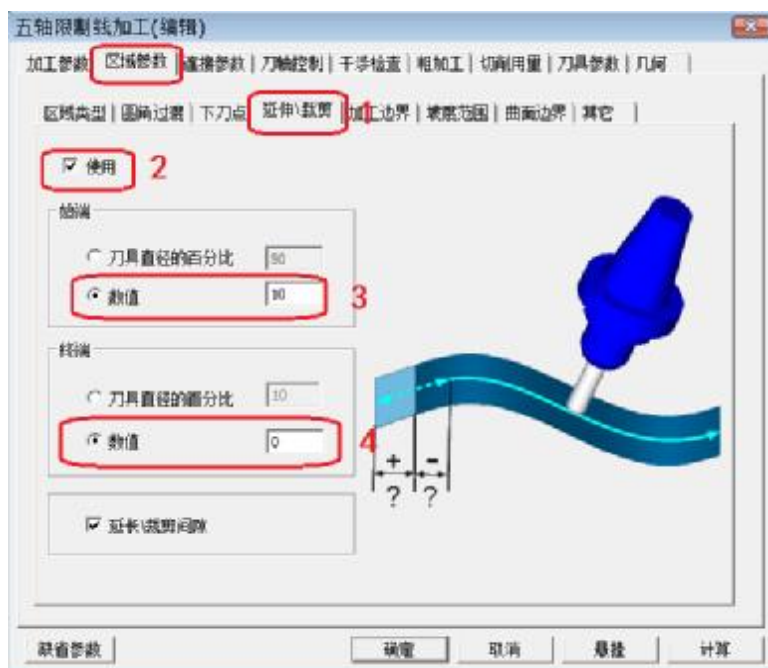 五轴限制线加工(编辑)
加工参数 区域参数 连接参数 刀轴控制 干涉检查 粗加工 切削用量 刀具参数 几何
区域类型 圆角过渡 下刀点 延伸\裁剪 加工边界 坡度范围 曲面边界 其它
1
使用 2
始端
刀具直径的百分比 50
数值 10 3
终端
刀具直径的百分比 10
数值 0 4
+ -
? ?
延长\裁剪间隙
缺省参数 确定 取消 悬挂 计算